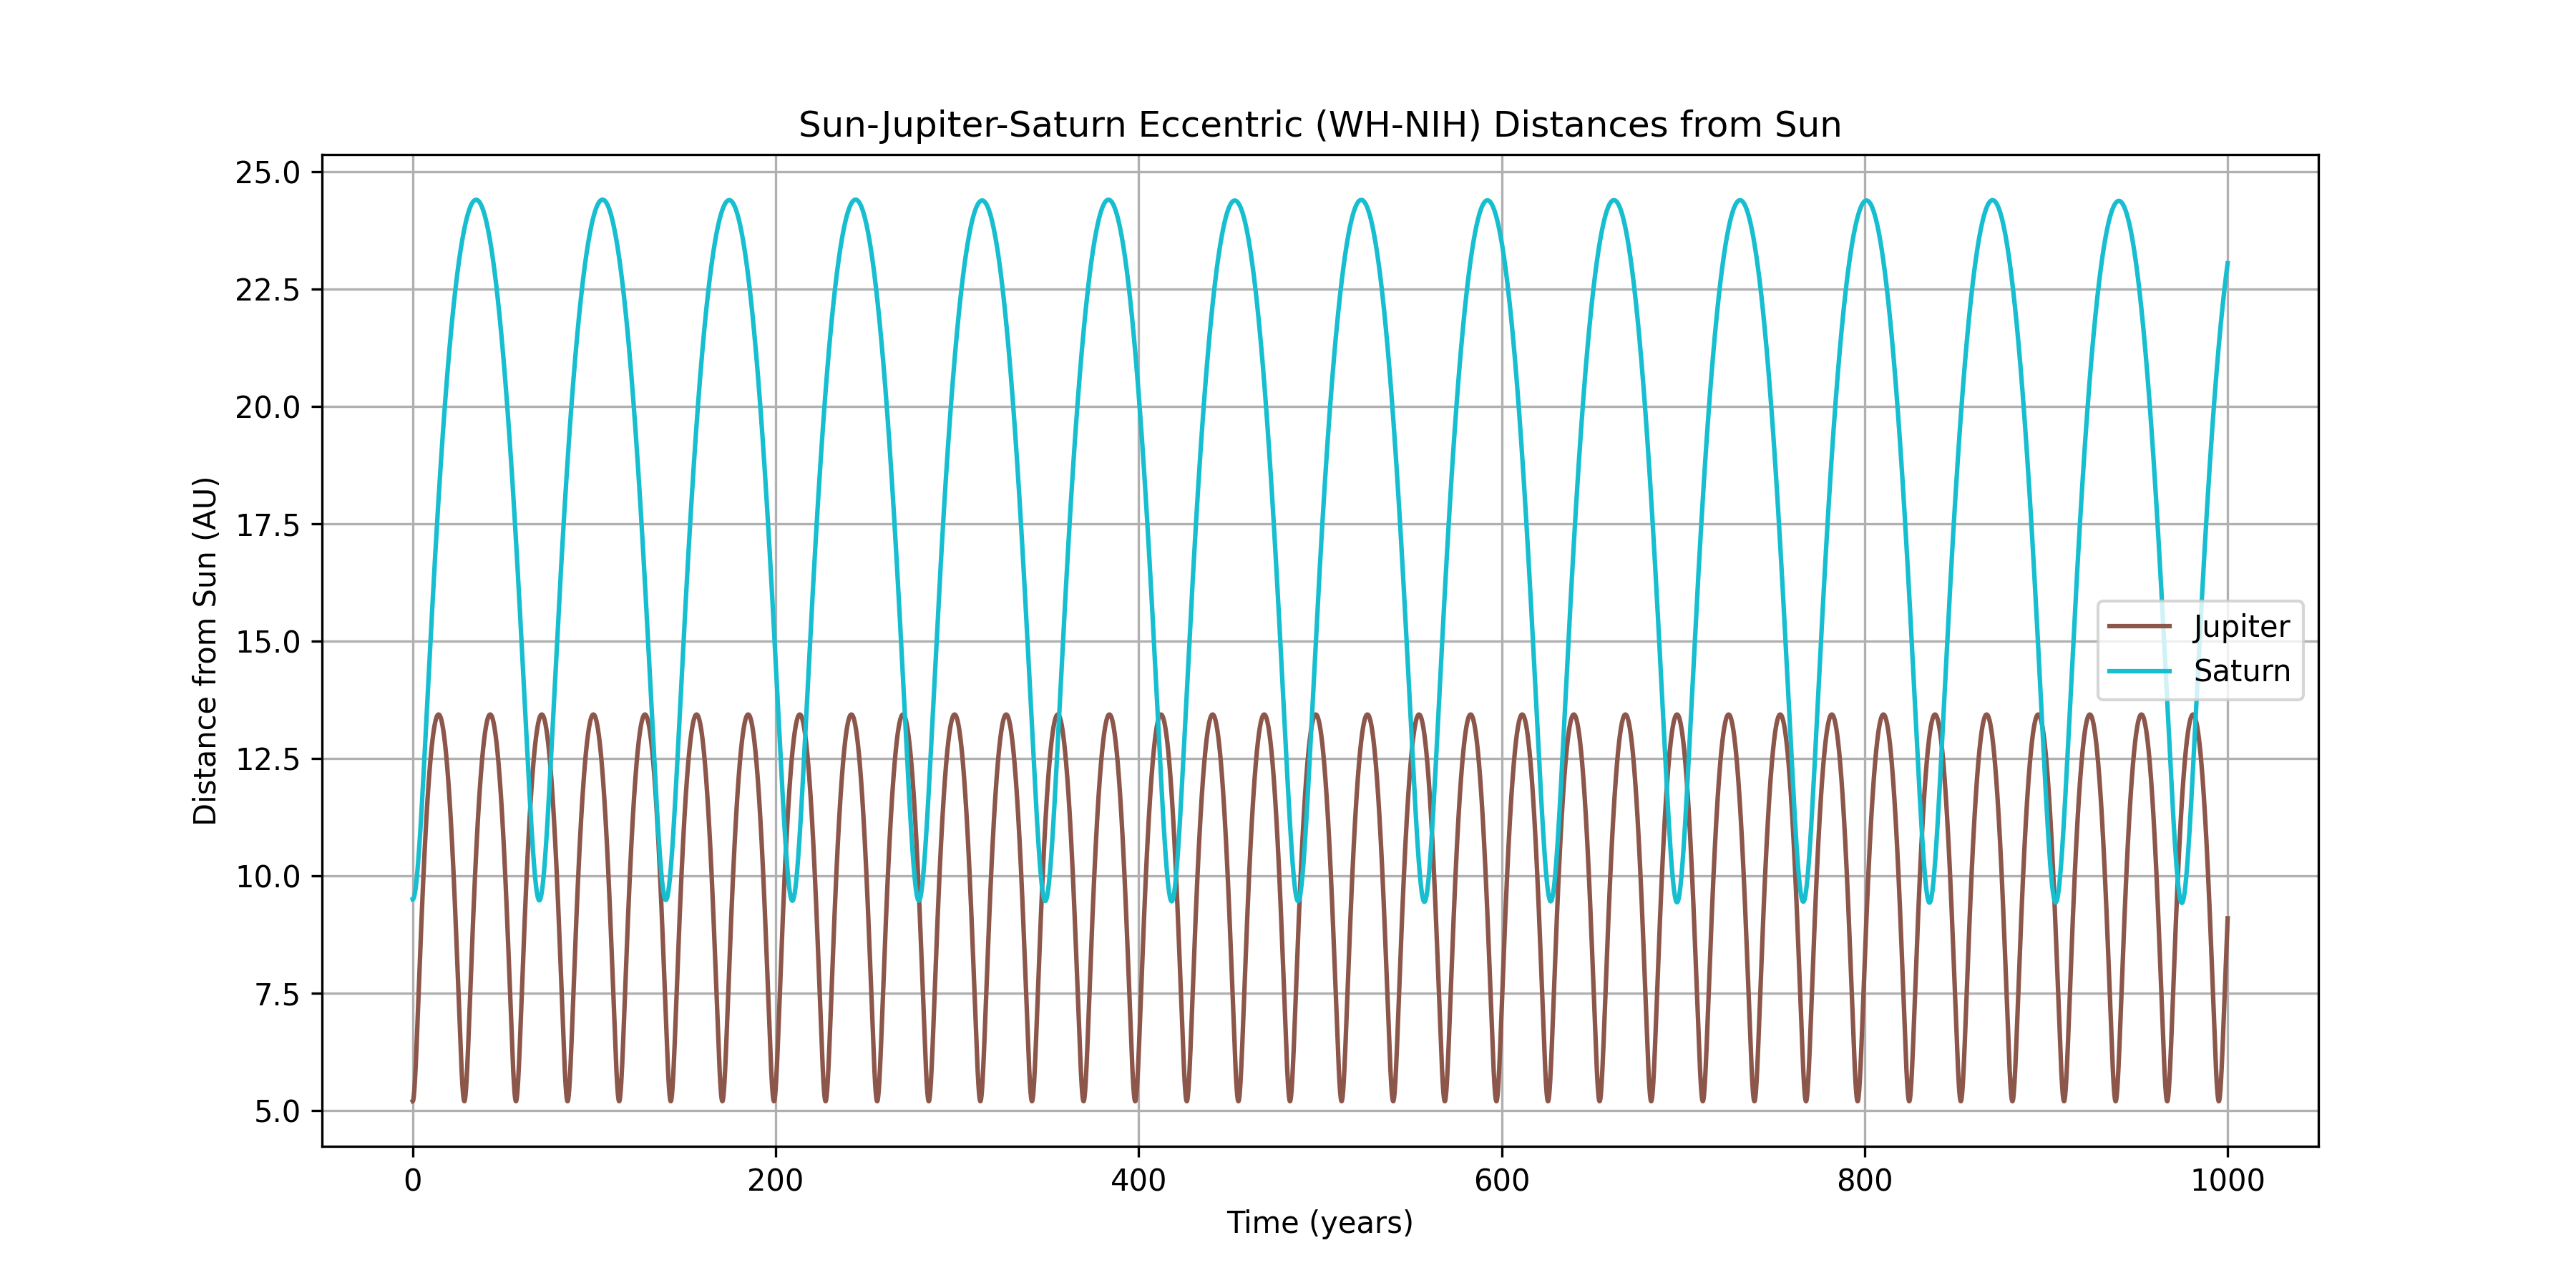 Sun-Jupiter-Saturn Eccentric (WH-NIH) Distances from Sun
25.0
22.5
20.0
17.5
15.0
12.5
10.0
7.5
5.0
Distance from Sun (AU)
Jupiter
Saturn
0 200 400 600 800 1000
Time (years)